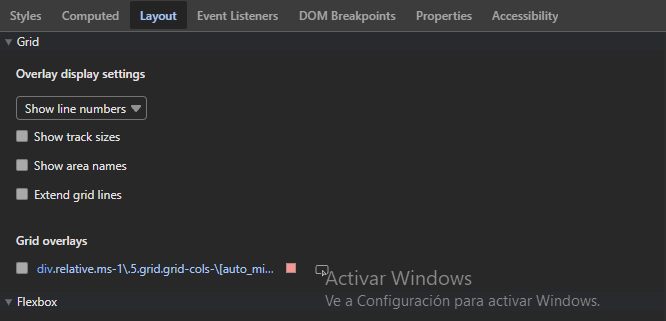 Styles Computed Layout Event Listeners DOM Breakpoints Properties Accessibility
Grid
Overlay display settings
Show line numbers
Show track sizes
Show area names
Extend grid lines
Grid overlays
div.relative.ms-1\.5.grid.grid-cols-\[auto_mi...
Activar Windows
Ve a Configuración para activar Windows.
Flexbox